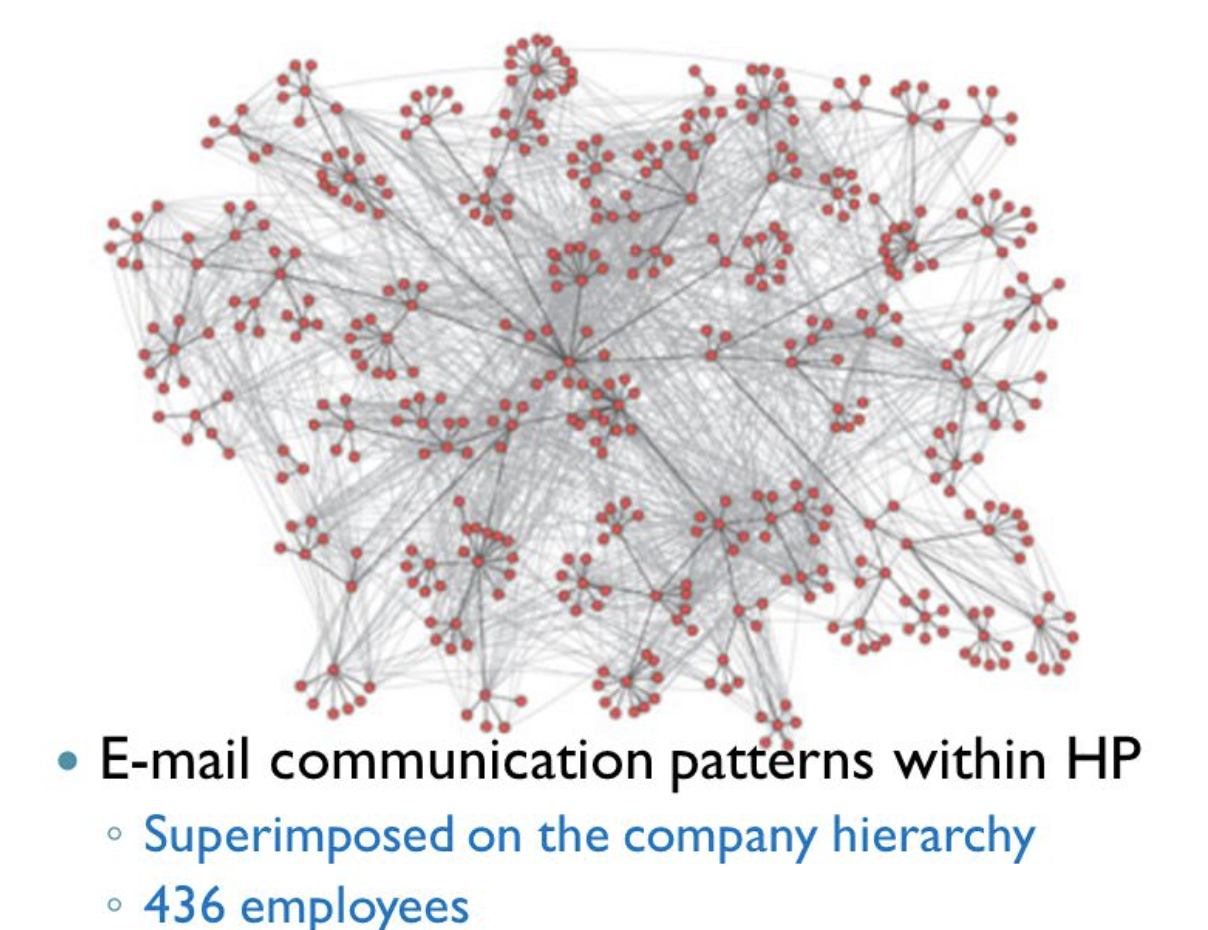 • E-mail communication patterns within HP
◦ Superimposed on the company hierarchy
◦ 436 employees